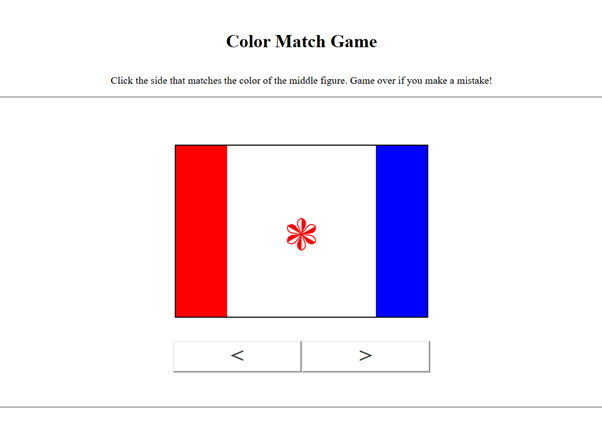 Color Match Game
Click the side that matches the color of the middle figure. Game over if you make a mistake!
< >